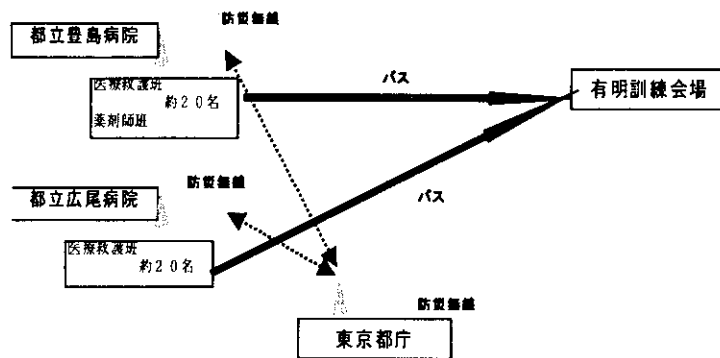 防災無線
都立豊島病院
バス
医療救護班
約20名
薬剤師班
有明訓練会場
防災無線
都立広尾病院
バス
医療救護班
約20名
防災無線
東京都庁